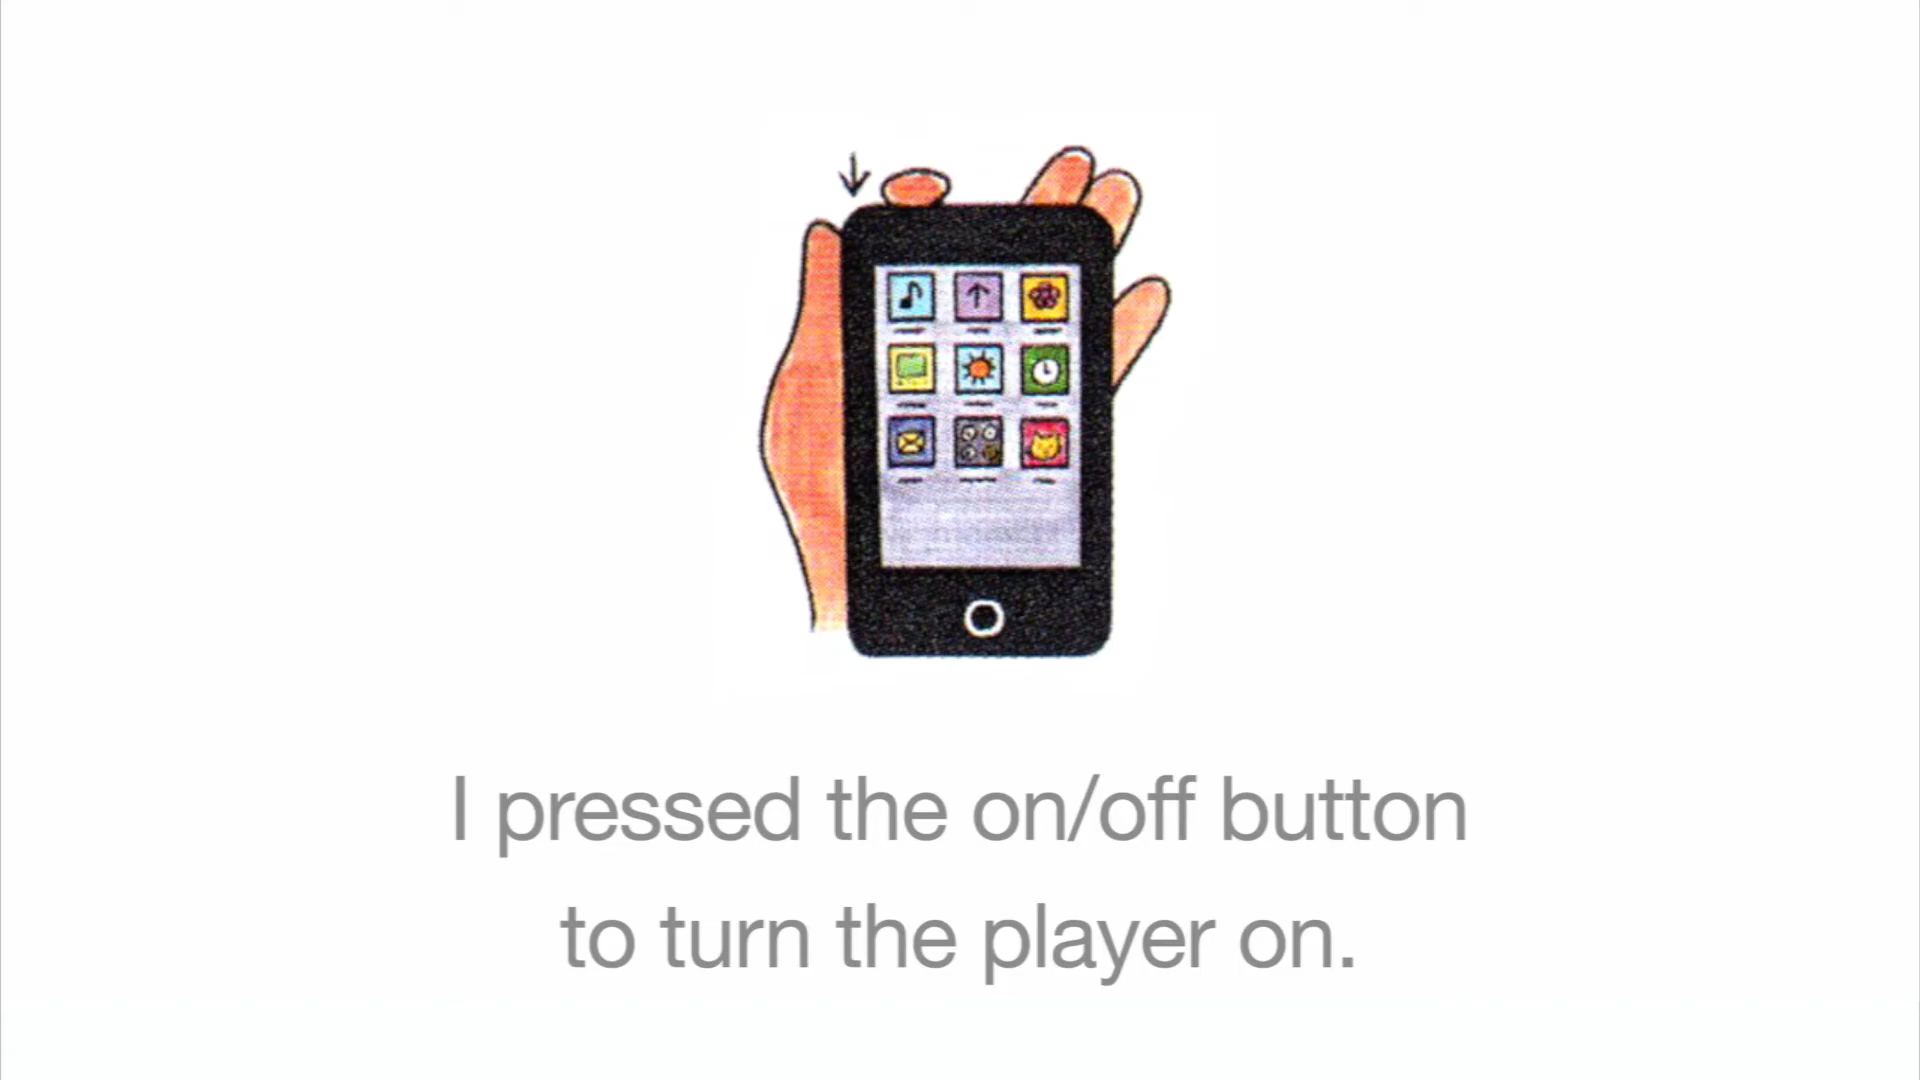 I pressed the on/off button
to turn the player on.